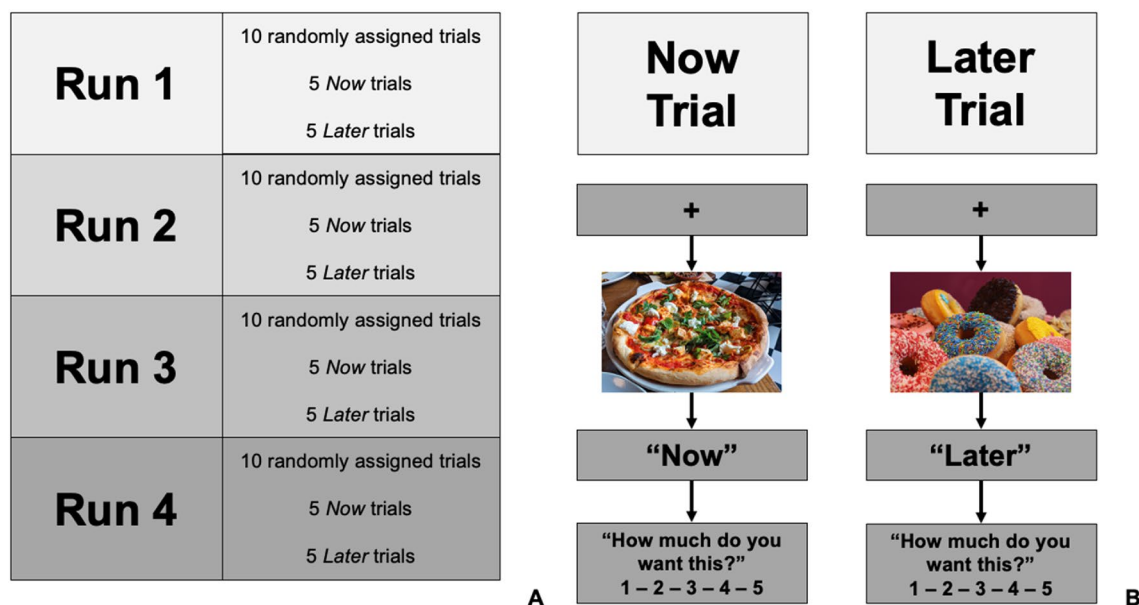 Run 1
10 randomly assigned trials
5 Now trials
5 Later trials
Run 2
10 randomly assigned trials
5 Now trials
5 Later trials
Run 3
10 randomly assigned trials
5 Now trials
5 Later trials
Run 4
10 randomly assigned trials
5 Now trials
5 Later trials
A
Now
Trial
+
“Now”
“How much do you
want this?”
1 – 2 – 3 – 4 – 5
Later
Trial
+
“Later”
“How much do you
want this?”
1 – 2 – 3 – 4 – 5
B